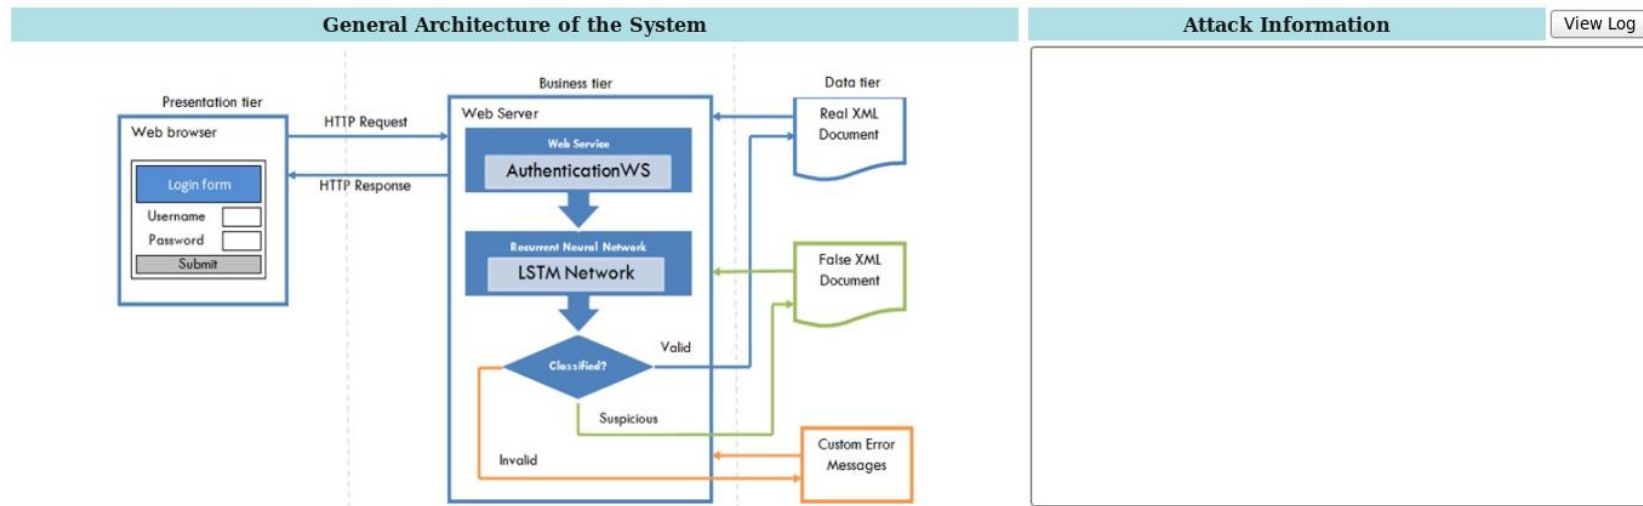 General Architecture of the System
Attack Information
View Log
Presentation tier
Business tier
Data tier
Web browser
Login form
Username
Password
Submit
HTTP Request
HTTP Response
Web Server
Web Service
AuthenticationWS
Recurrent Neural Network
LSTM Network
Classified?
Valid
Suspicious
Invalid
Real XML
Document
False XML
Document
Custom Error
Messages